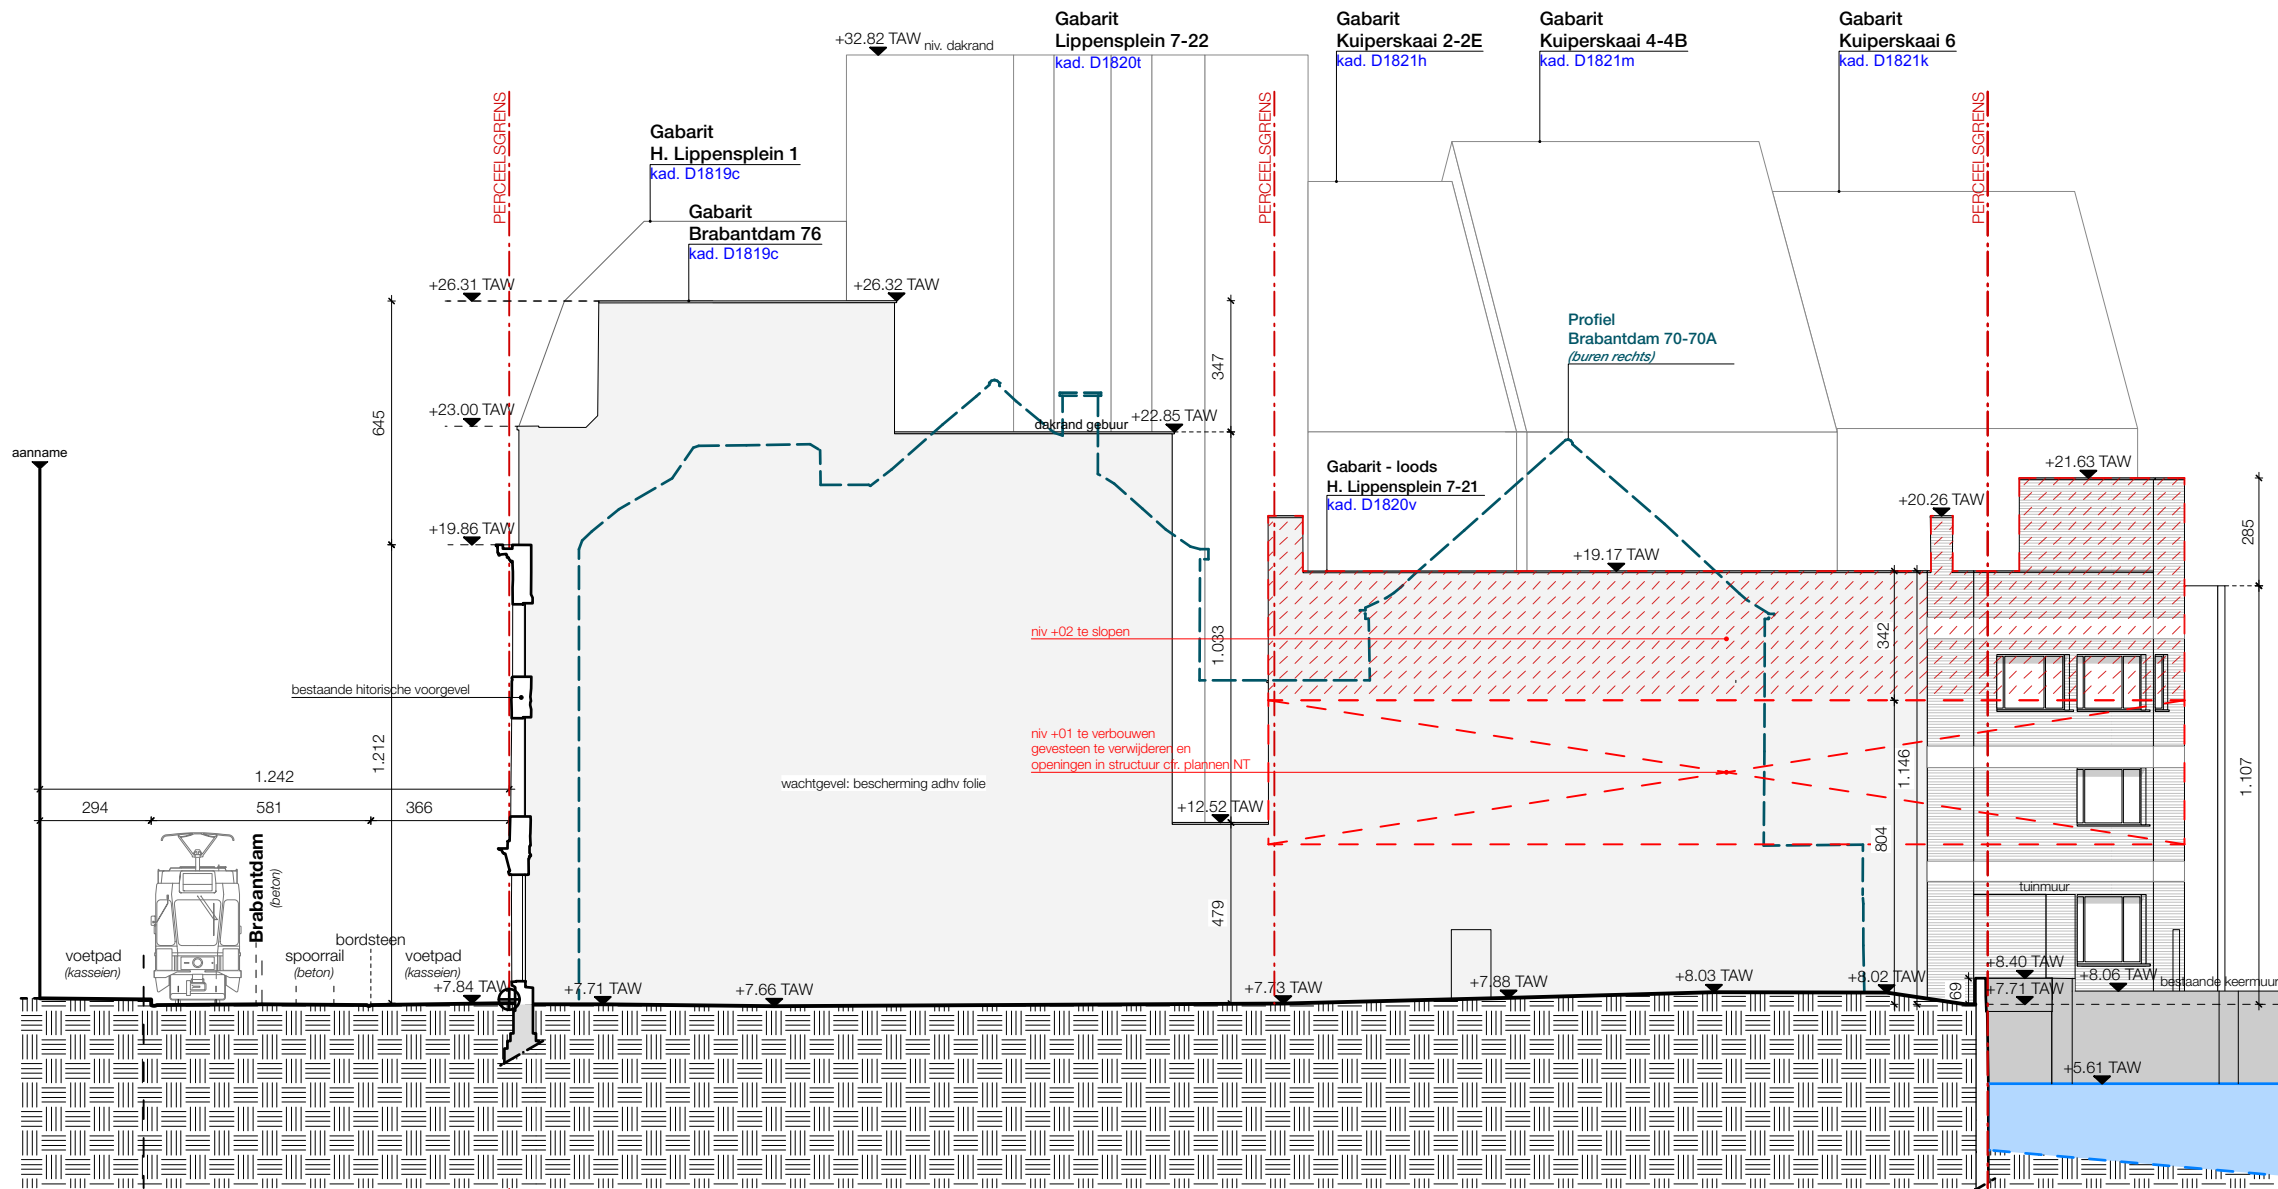 Gabarit
Lippensplein 7-22
kad. D1820t
Gabarit
Kuiperskaai 2-2E
kad. D1821h
Gabarit
Kuiperskaai 4-4B
kad. D1821m
Gabarit
Kuiperskaai 6
kad. D1821k
+32.82 TAW niv. dakrand
PERCEELSGRENS
PERCEELSGRENS
PERCEELSGRENS
Gabarit
H. Lippensplein 1
kad. D1819c
Gabarit
Brabantdam 76
kad. D1819c
+26.31 TAW
+26.32 TAW
347
Profiel
Brabantdam 70-70A
(buren rechts)
+23.00 TAW
645
+22.85 TAW
dakrand gebuur
aanname
Gabarit - loods
H. Lippensplein 7-21
kad. D1820v
+21.63 TAW
+20.26 TAW
285
+19.86 TAW
+19.17 TAW
niv +02 te slopen
1.033
342
bestaande hitorische voorgevel
niv +01 te verbouwen
gevesteen te verwijderen en
openingen in structuur cfr. plannen NT
1.212
1.242
wachtgevel: bescherming adhv folie
1.146
1.107
294
581
366
+12.52 TAW
804
Brabantdam
(beton)
479
tuinmuur
bordsteen
voetpad
(kasseien)
spoorrail
(beton)
voetpad
(kasseien)
+7.84 TAW
+7.71 TAW
+7.66 TAW
+7.73 TAW
+7.88 TAW
+8.03 TAW
+8.02 TAW
69
+8.40 TAW
+7.71 TAW
+8.06 TAW
bestaande keermuur
+5.61 TAW